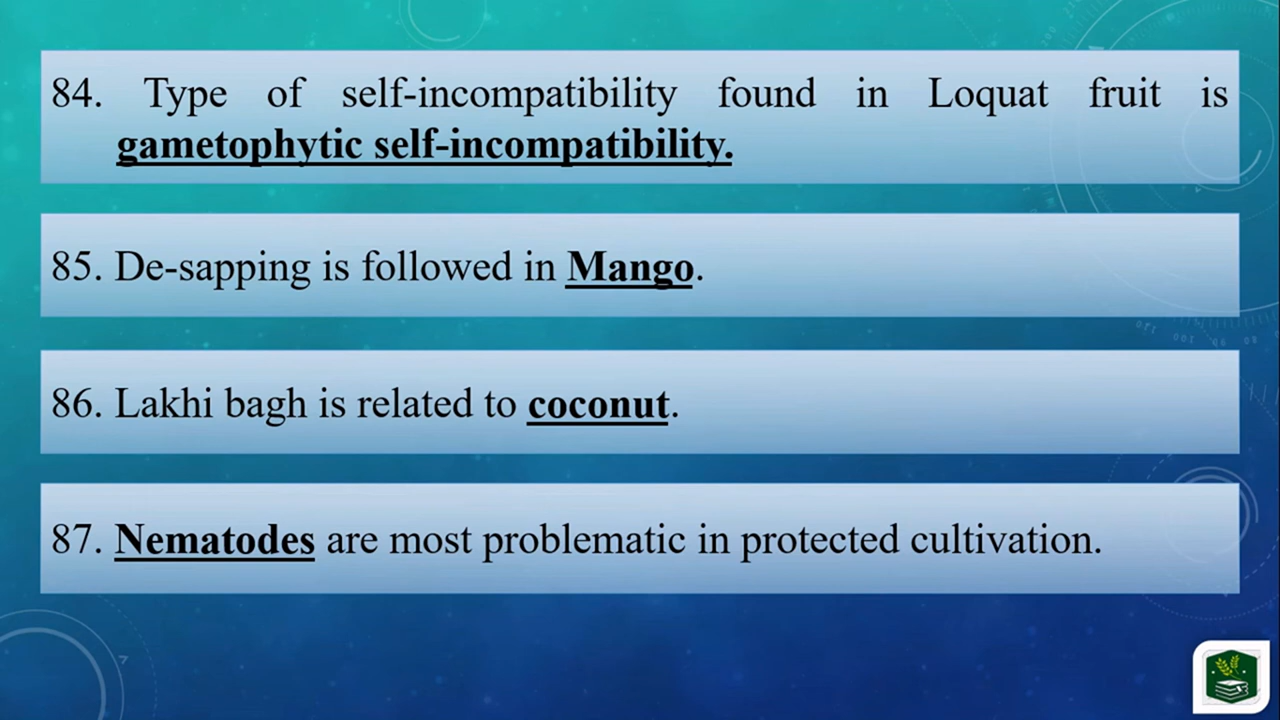 84. Type of self-incompatibility found in Loquat fruit is
gametophytic self-incompatibility.
85. De-sapping is followed in Mango.
86. Lakhi bagh is related to coconut.
87. Nematodes are most problematic in protected cultivation.